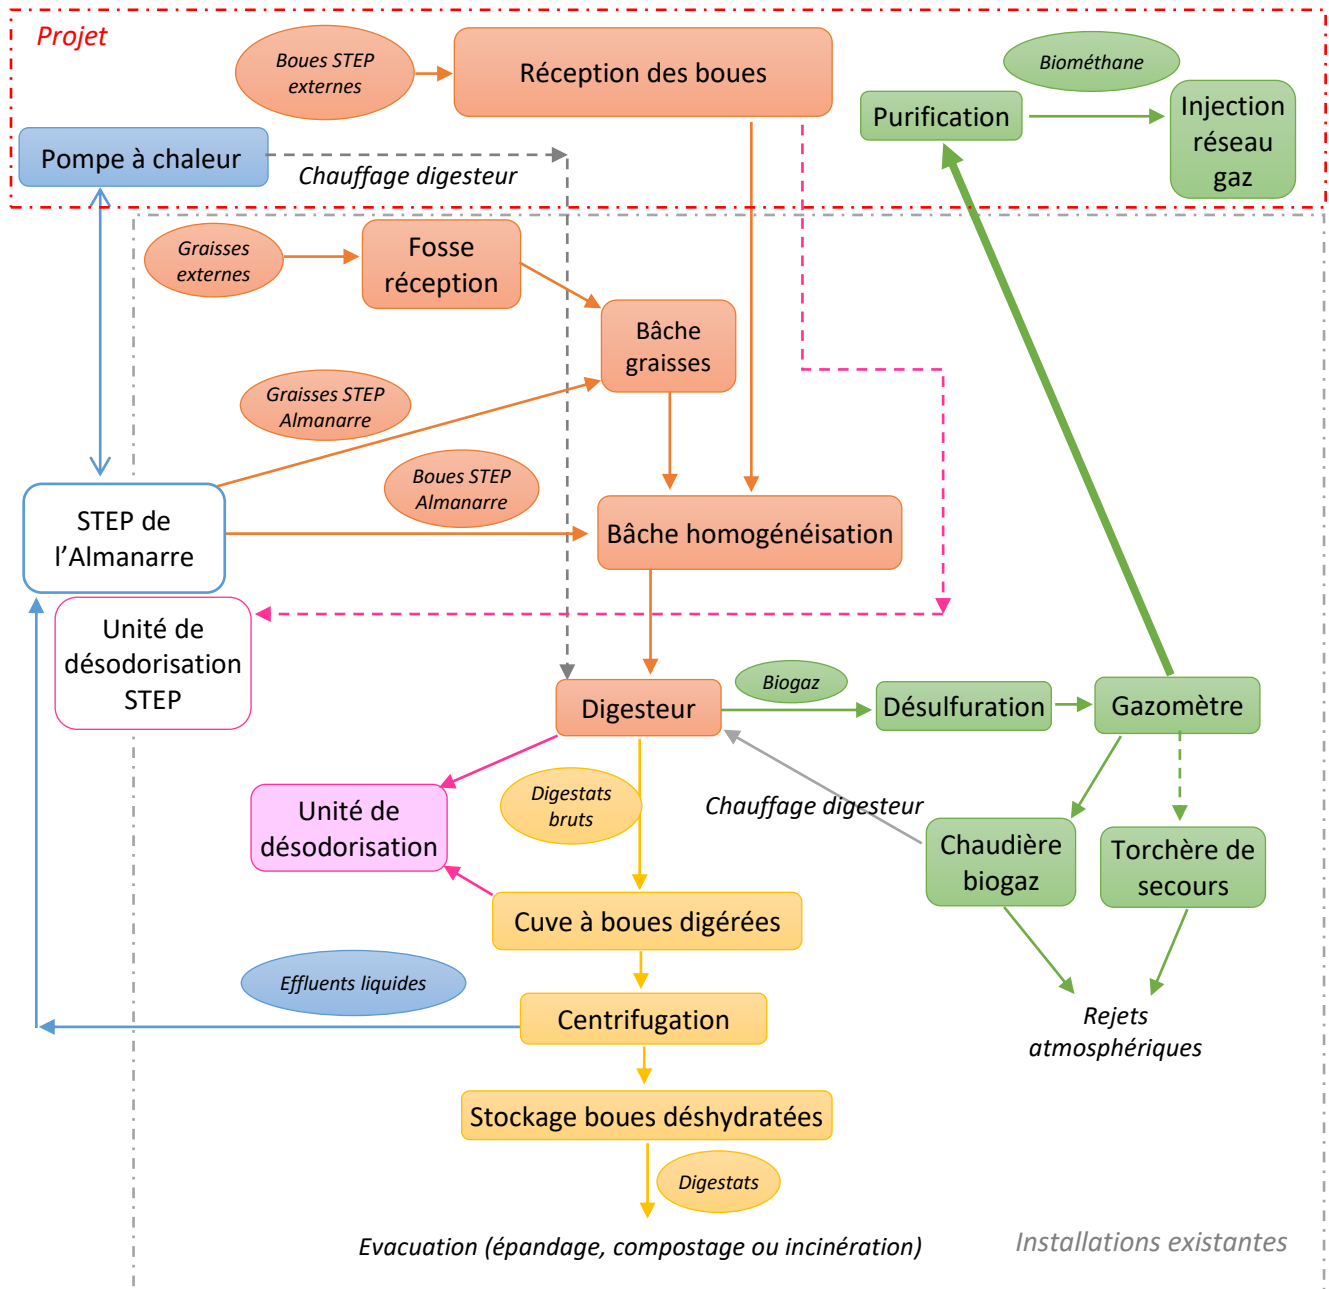 Projet
Boues STEP
externes
Réception des boues
Biométhane
Purification
Injection
réseau
gaz
Pompe à chaleur
Chauffage digesteur
Graisses
externes
Fosse
réception
Bâche
graisses
Graisses STEP
Almanarre
Boues STEP
Almanarre
STEP de
l’Almanarre
Bâche homogénéisation
Unité de
désodorisation
STEP
Digesteur
Biogaz
Désulfuration
Gazomètre
Digestats
bruts
Chauffage digesteur
Unité de
désodorisation
Chaudière
biogaz
Torchère de
secours
Cuve à boues digérées
Effluents liquides
Centrifugation
Rejets
atmosphériques
Stockage boues déshydratées
Digestats
Evacuation (épandage, compostage ou incinération)
Installations existantes